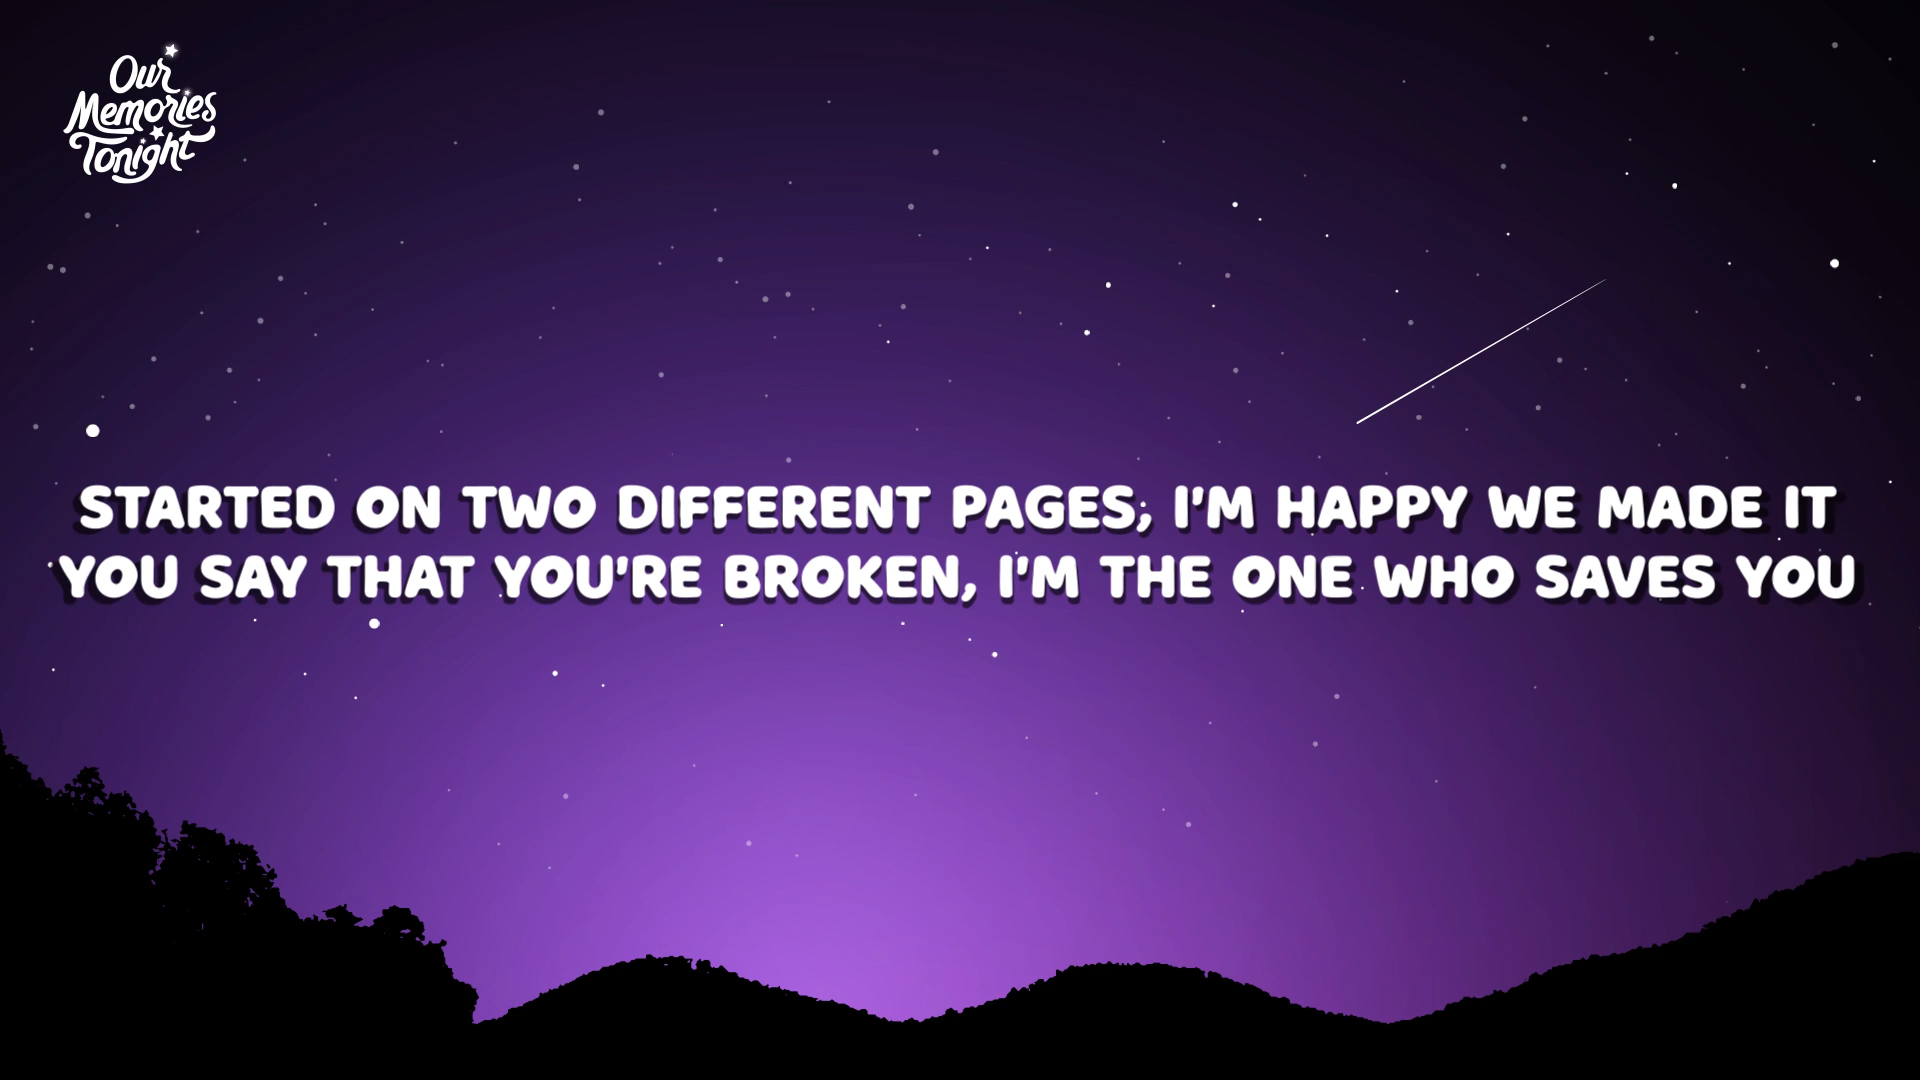 Our
Memories
Tonight
STARTED ON TWO DIFFERENT PAGES, I'M HAPPY WE MADE IT
YOU SAY THAT YOU'RE BROKEN, I'M THE ONE WHO SAVES YOU